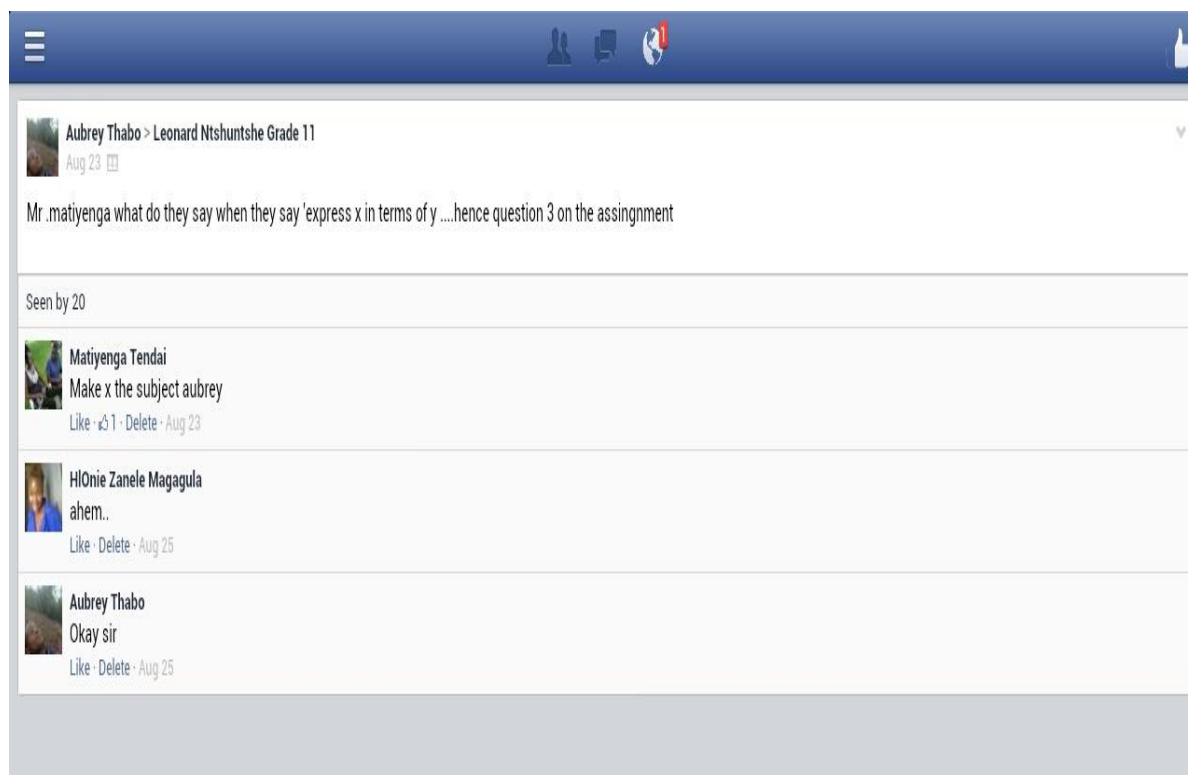 1
Aubrey Thabo > Leonard Ntshuntshe Grade 11
Aug 23
Mr .matiyenga what do they say when they say 'express x in terms of y ....hence question 3 on the assingnment
Seen by 20
Matiyenga Tendai
Make x the subject aubrey
Like · 1 · Delete · Aug 23
HlOnie Zanele Magagula
ahem..
Like · Delete · Aug 25
Aubrey Thabo
Okay sir
Like · Delete · Aug 25